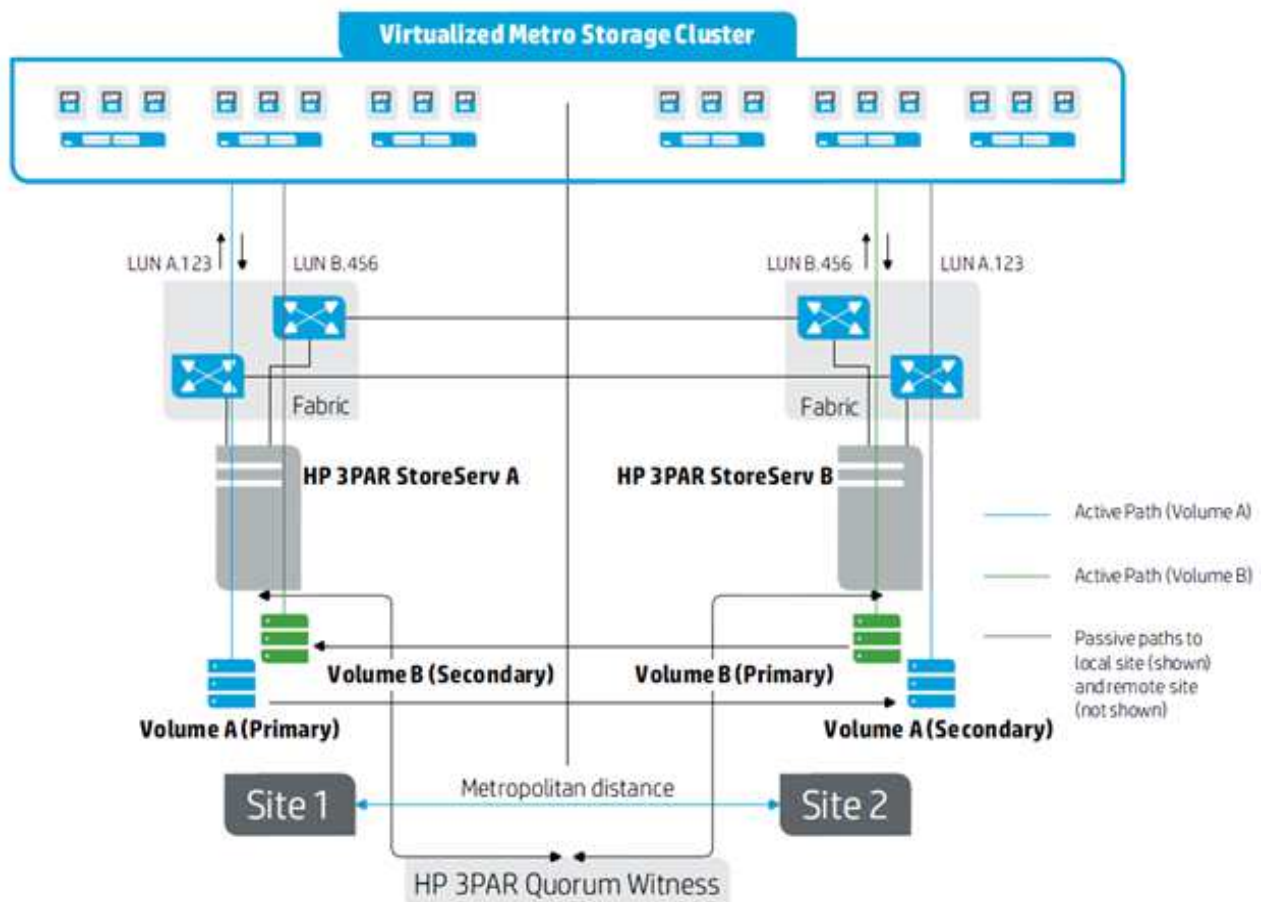 Virtualized Metro Storage Cluster
LUN A.123
LUN B.456
LUN B.456
LUN A.123
Fabric
Fabric
HP 3PAR StoreServ A
HP 3PAR StoreServ B
Active Path (Volume A)
Active Path (Volume B)
Passive paths to
local site (shown)
and remote site
(not shown)
Volume B (Secondary)
Volume B (Primary)
Volume A (Primary)
Volume A (Secondary)
Site 1
Metropolitan distance
Site 2
HP 3PAR Quorum Witness